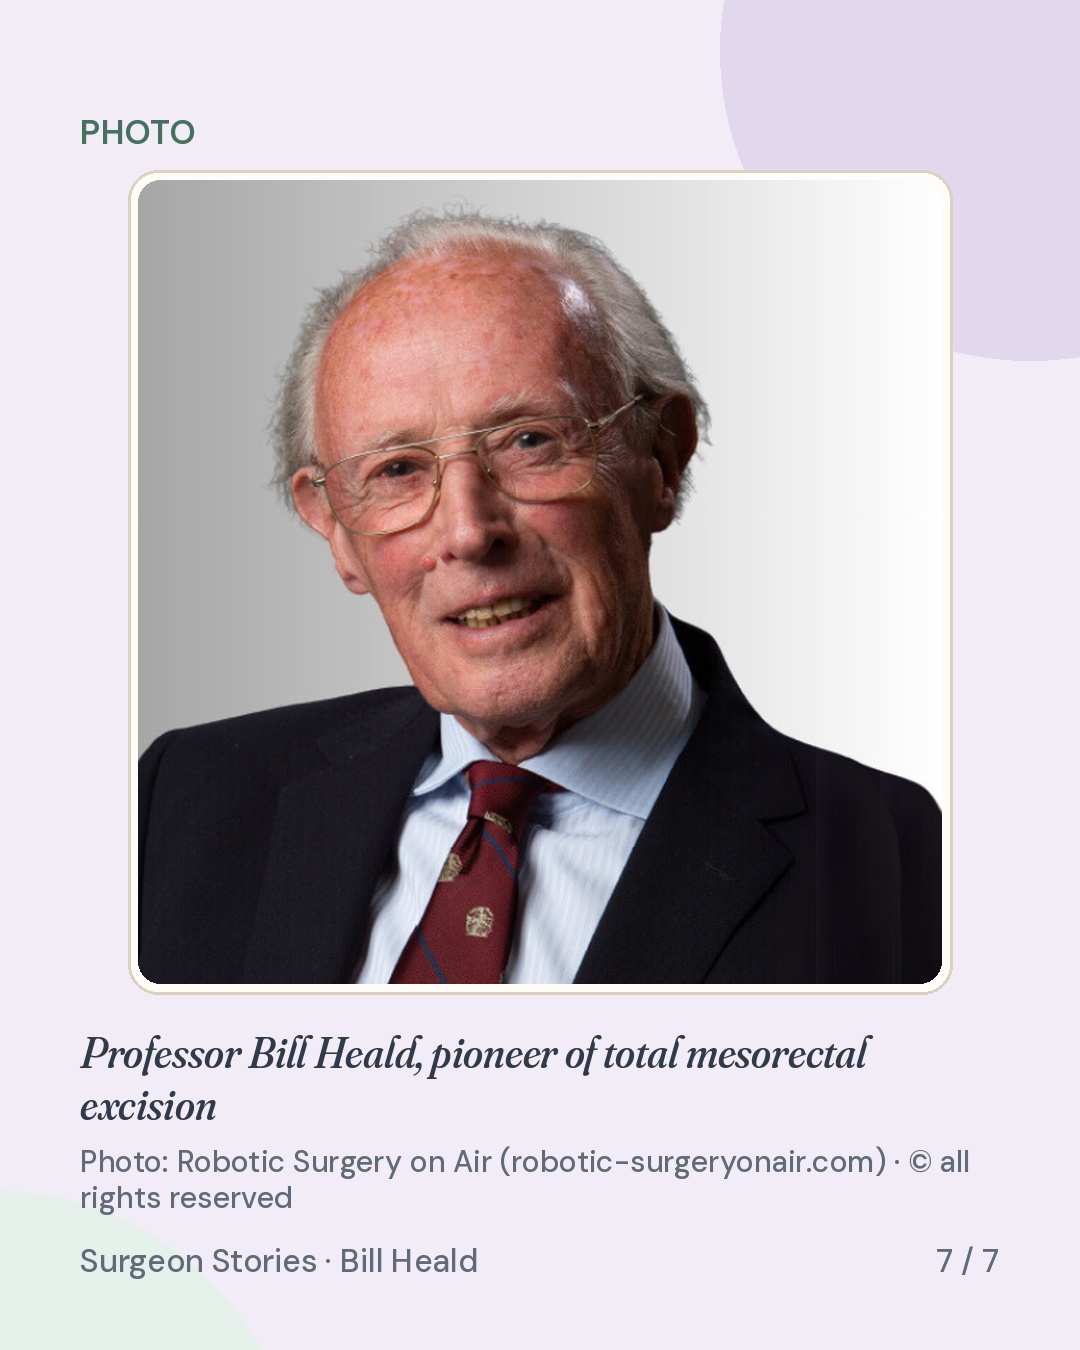 PHOTO
Professor Bill Heald, pioneer of total mesorectal
excision
Photo: Robotic Surgery on Air (robotic-surgeryonair.com) · © all
rights reserved
Surgeon Stories · Bill Heald
7 / 7